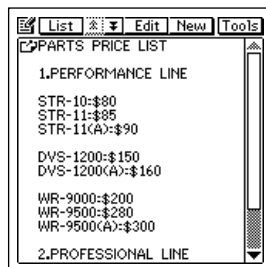 List Edit New Tools
PARTS PRICE LIST
1.PERFORMANCE LINE
STR-10:$80
STR-11:$85
STR-11(A):$90
DVS-1200:$150
DVS-1200(A):$160
WR-9000:$200
WR-9500:$280
WR-9500(A):$300
2.PROFESSIONAL LINE